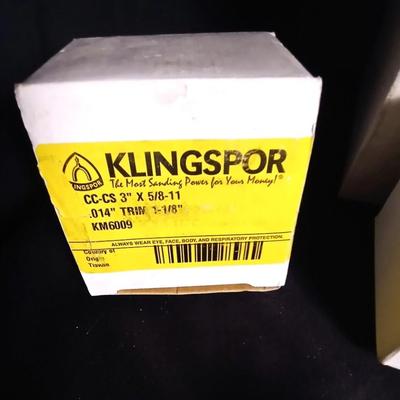 KLINGSPOR
INGSPOR
The Most Sanding Power for Your Money!®
CC-CS 3" X 5/8-11
.014" TRIM 1-1/8"
KM6009
ALWAYS WEAR EYE, FACE, BODY, AND RESPIRATORY PROTECTION.
Country of
Origin
Taiwan